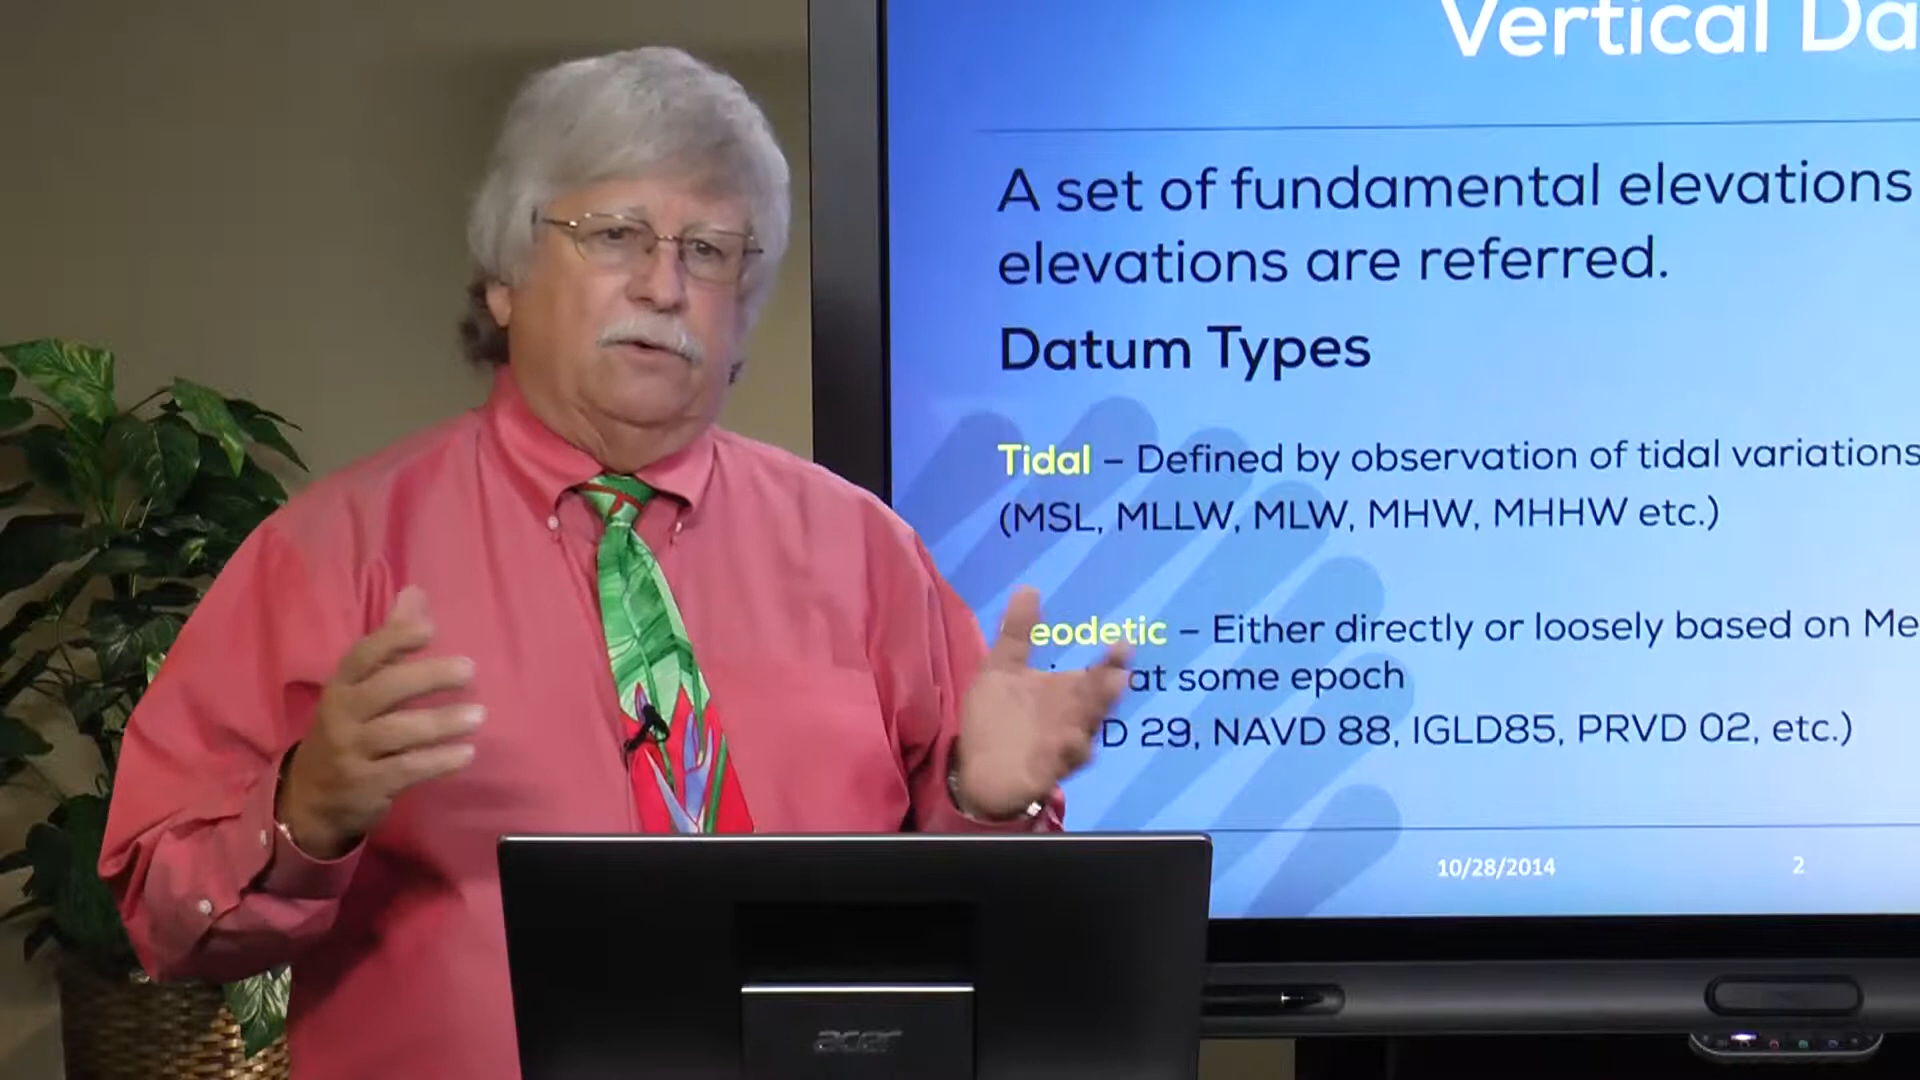 Vertical Da
A set of fundamental elevations
elevations are referred.
Datum Types
Tidal – Defined by observation of tidal variations
(MSL, MLLW, MLW, MHW, MHHW etc.)
eodetic – Either directly or loosely based on Me
at some epoch
D 29, NAVD 88, IGLD85, PRVD 02, etc.)
10/28/2014 2
acer